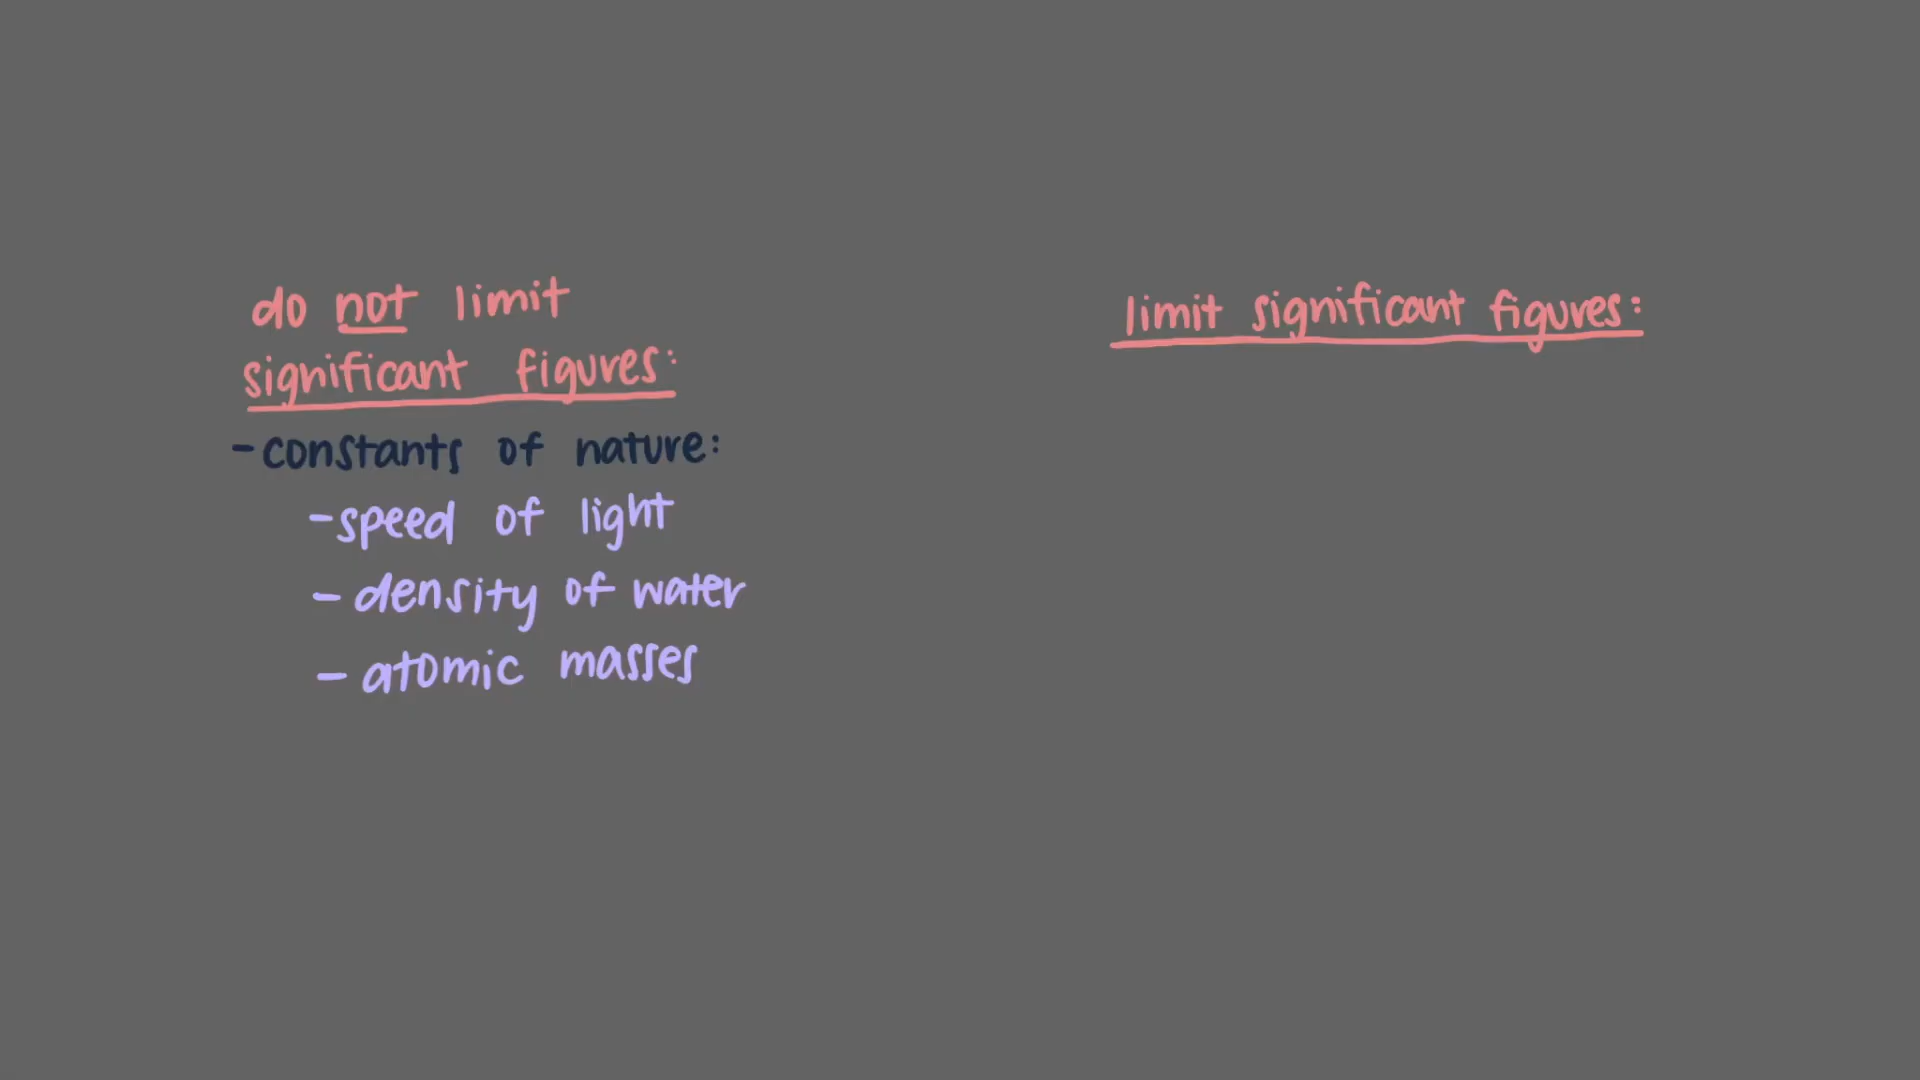 do not limit
significant figures:
-constants of nature:
-speed of light
- density of water
- atomic masses
limit significant figures: